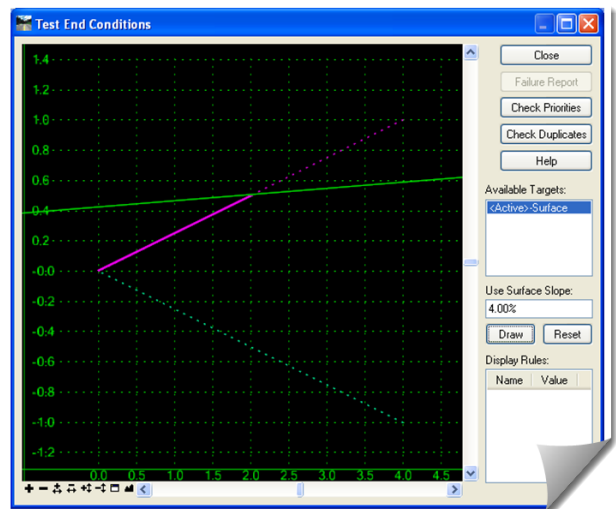 Test End Conditions
1.4
1.2
1.0
0.8
0.6
0.4
0.2
-0.0
-0.2
-0.4
-0.6
-0.8
-1.0
-1.2
0.0 0.5 1.0 1.5 2.0 2.5 3.0 3.5 4.0 4.5
Close
Failure Report
Check Priorities
Check Duplicates
Help
Available Targets:
<Active>-Surface
Use Surface Slope:
4.00%
Draw Reset
Display Rules:
Name Value